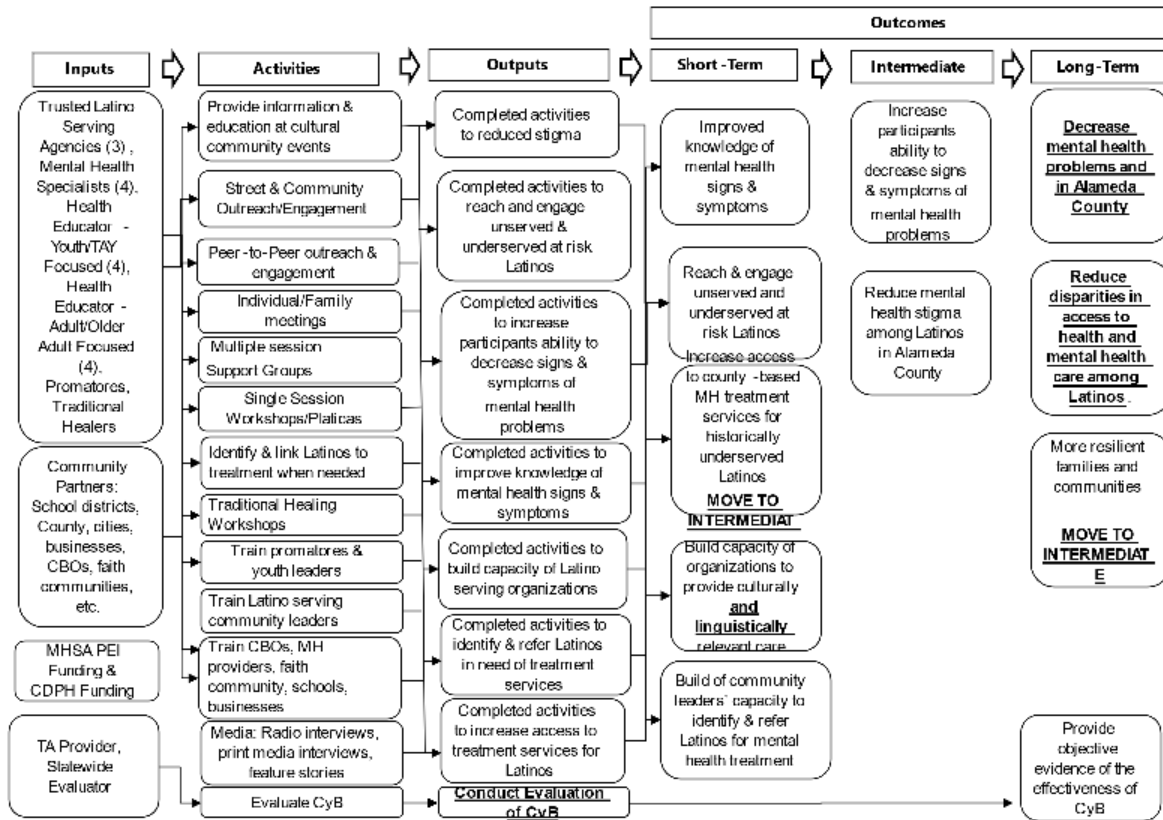 Outcomes
Inputs
Activities
Outputs
Short -Term
Intermediate
Long-Term
Trusted Latino
Serving
Agencies (3) ,
Mental Health
Specialists (4).
Health
Educator -
Youth/TAY
Focused (4),
Health
Educator -
Adult/Older
Adult Focused
(4).
Promatores,
Traditional
Healers
Community
Partners:
School districts,
County, cities,
businesses,
CBOs, faith
communities,
etc.
MHSA PEI
Funding &
CDPH Funding
TA Provider,
Statewide
Evaluator
Provide information &
education at cultural
community events
Street & Community
Outreach/Engagement
Peer -to-Peer outreach &
engagement
Individual/Family
meetings
Multiple session
Support Groups
Single Session
Workshops/Platicas
Identify & link Latinos to
treatment when needed
Traditional Healing
Workshops
Train promatores &
youth leaders
Train Latino serving
community leaders
Train CBOs, MH
providers, faith
community, schools,
businesses
Media: Radio interviews,
print media interviews,
feature stories
Evaluate CyB
Completed activities
to reduced stigma
Completed activities to
reach and engage
unserved &
underserved at risk
Latinos
Completed activities
to increase
participants ability to
decrease signs &
symptoms of
mental health
problems
Completed activities
to improve knowledge of
mental health signs &
symptoms
Completed activities to
build capacity of Latino
serving organizations
Completed activities to
identify & refer Latinos
in need of treatment
services
Completed activities
to increase access to
treatment services for
Latinos
Conduct Evaluation
of CyB
Improved
knowledge of
mental health
signs &
symptoms
Reach & engage
unserved and
underserved at
risk Latinos
Increase access
to county -based
MH treatment
services for
historically
underserved
Latinos
MOVE TO
INTERMEDIAT
Build capacity of
organizations to
provide culturally
and
linguistically
relevant care
Build of community
leaders' capacity to
identify & refer
Latinos for mental
health treatment
Increase
participants
ability to
decrease signs
& symptoms of
mental health
problems
Reduce mental
health stigma
among Latinos
in Alameda
County
Decrease
mental health
problems and in
Alameda
County
Reduce
disparities in
access to
health and
mental health
care among
Latinos .
More resilient
families and
communities
MOVE TO
INTERMEDIAT
E
Provide
objective
evidence of the
effectiveness of
CyB